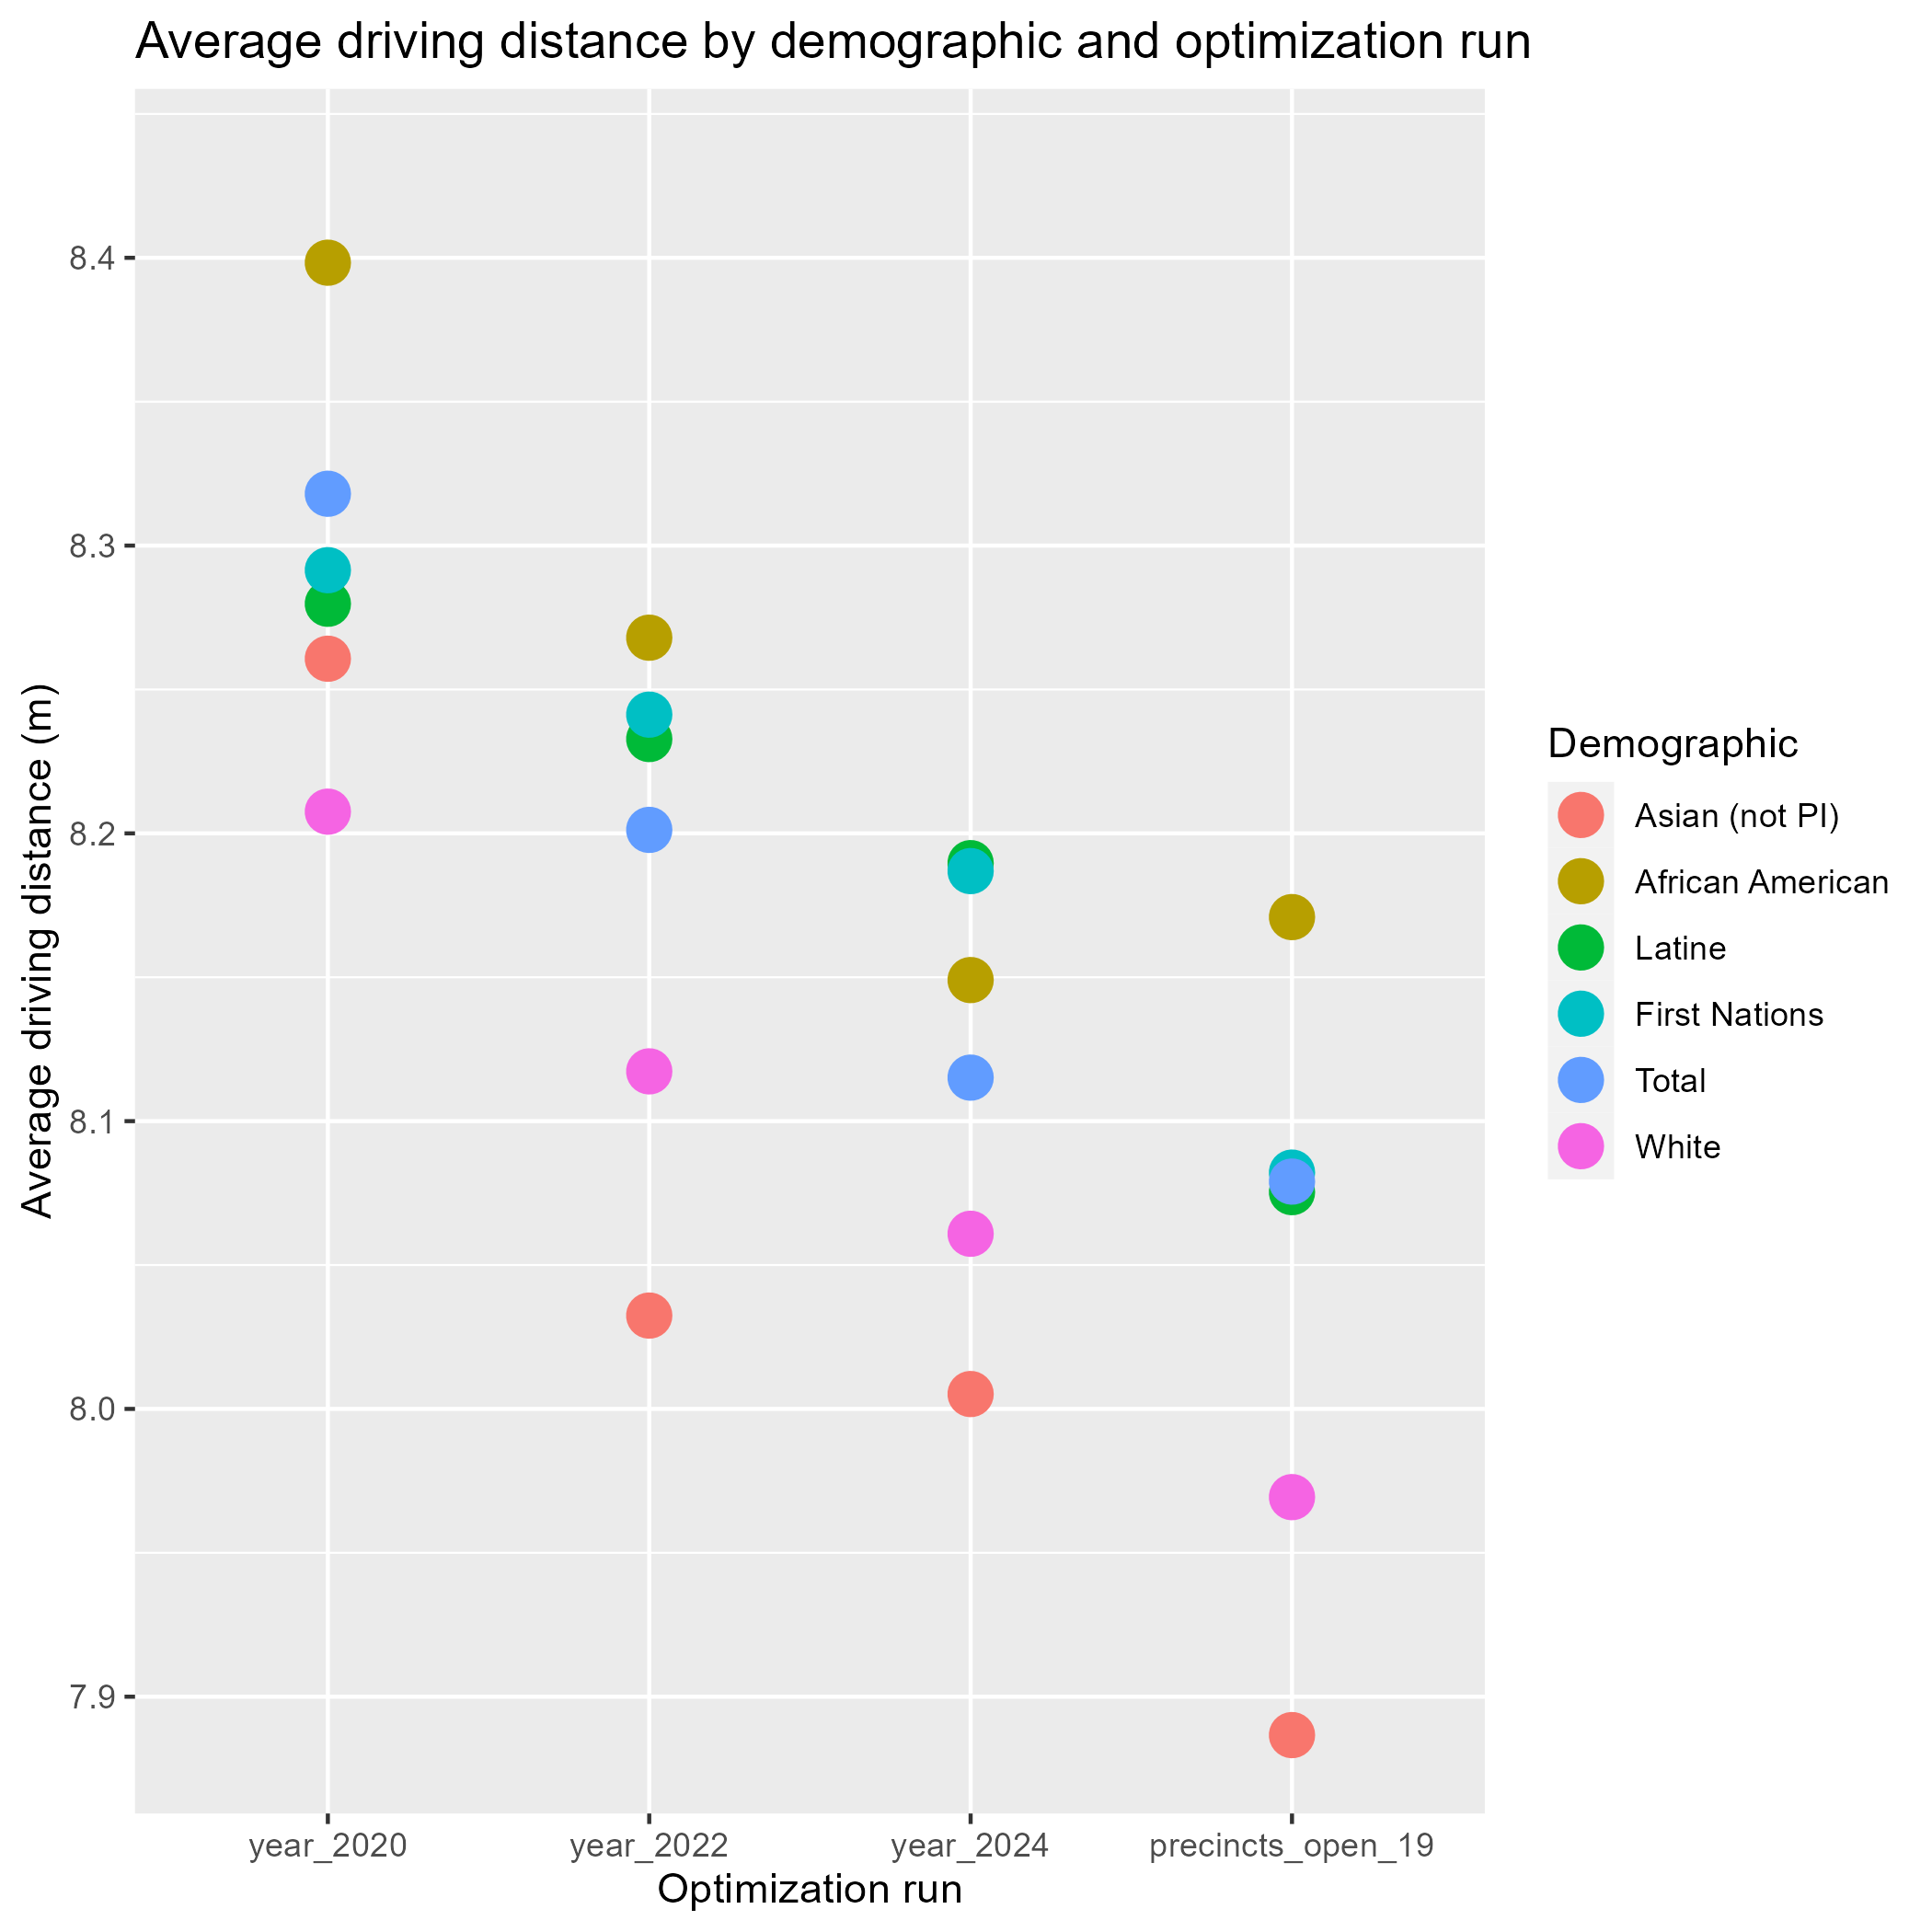 Average driving distance by demographic and optimization run
Average driving distance (m)
8.4
8.3
8.2
8.1
8.0
7.9
year_2020
year_2022
year_2024
precincts_open_19
Optimization run
Demographic
Asian (not PI)
African American
Latine
First Nations
Total
White